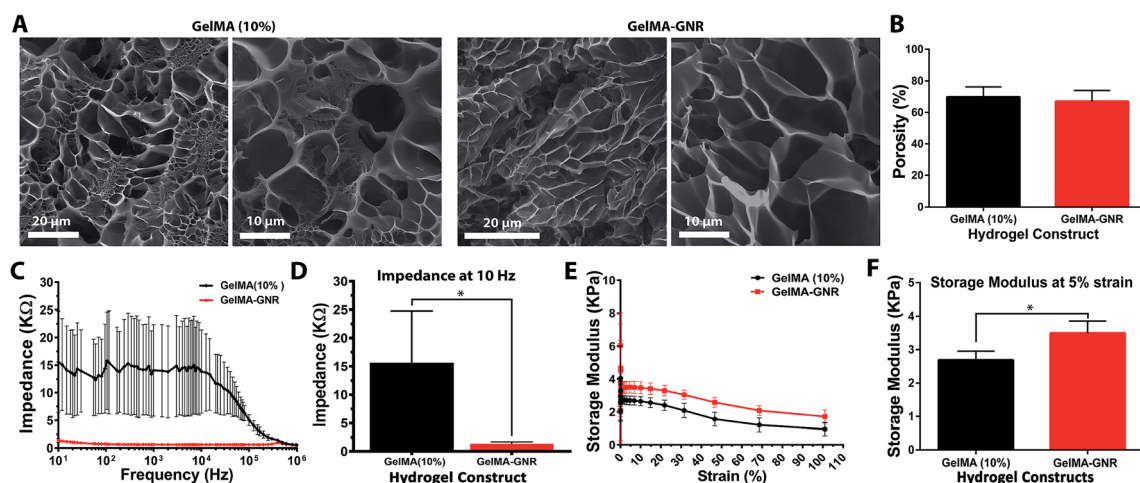 A
GelMA (10%)
GelMA-GNR
20 µm
10 µm
20 µm
10 µm
B
Porosity (%)
100
80
60
40
20
0
GelMA (10%)
GelMA-GNR
Hydrogel Construct
C
Impedance (KΩ)
30
25
20
15
10
5
0
GelMA(10% )
GelMA-GNR
10¹ 10² 10³ 10⁴ 10⁵ 10⁶
Frequency (Hz)
D
Impedance at 10 Hz
Impedance (KΩ)
30
25
20
15
10
5
0
*
GelMA(10%)
GelMA-GNR
Hydrogel Construct
E
Storage Modulus (KPa)
10
8
6
4
2
0
GelMA (10%)
GelMA-GNR
0 10 20 30 40 50 60 70 80 90 100 110
Strain (%)
F
Storage Modulus at 5% strain
Storage Modulus (KPa)
5
4
3
2
1
0
*
GelMA (10%)
GelMA-GNR
Hydrogel Constructs